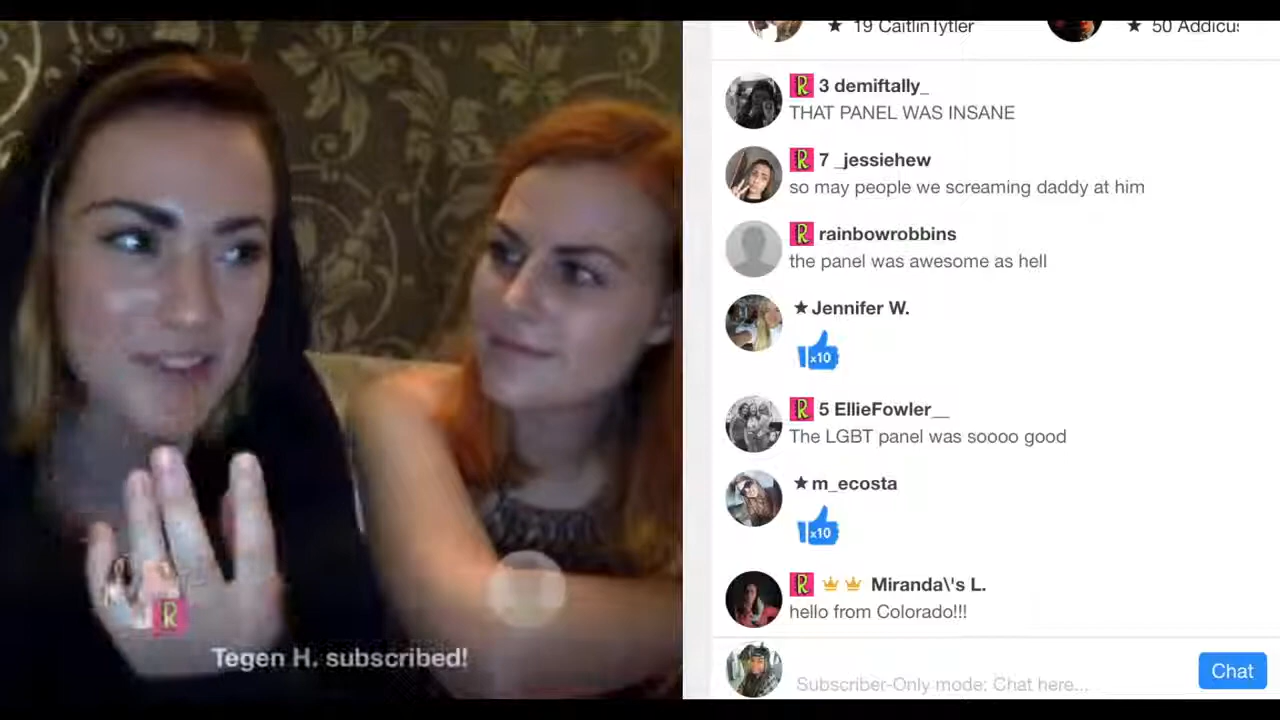 ★ 19 CaitlinTytler
★ 50 Addicus
R 3 demiftally_
THAT PANEL WAS INSANE
R 7 _jessiehew
so may people we screaming daddy at him
R rainbowrobbins
the panel was awesome as hell
★ Jennifer W.
x10
R 5 EllieFowler__
The LGBT panel was soooo good
★ m_ecosta
x10
R Miranda\'s L.
hello from Colorado!!!
R
Tegen H. subscribed!
Subscriber-Only mode: Chat here...
Chat